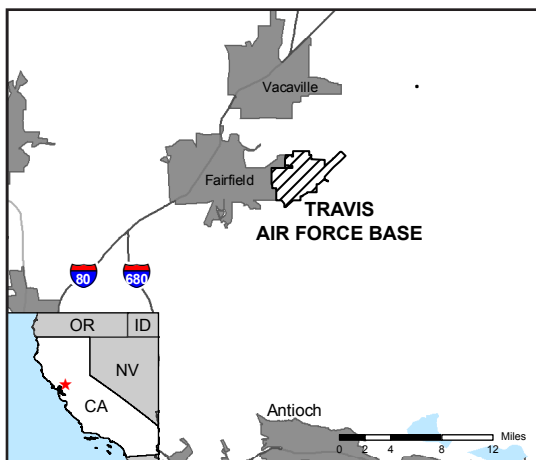 Vacaville
Fairfield
TRAVIS
AIR FORCE BASE
80
680
OR
ID
NV
CA
Antioch
Miles
0 2 4 8 12